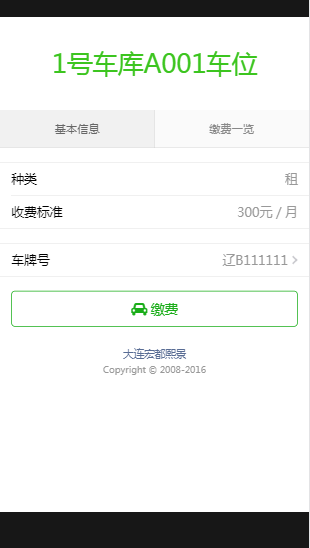 1号车库A001车位
基本信息 缴费一览
种类 租
收费标准 300元 / 月
车牌号 辽B111111
缴费
大连宏都熙景
Copyright © 2008-2016